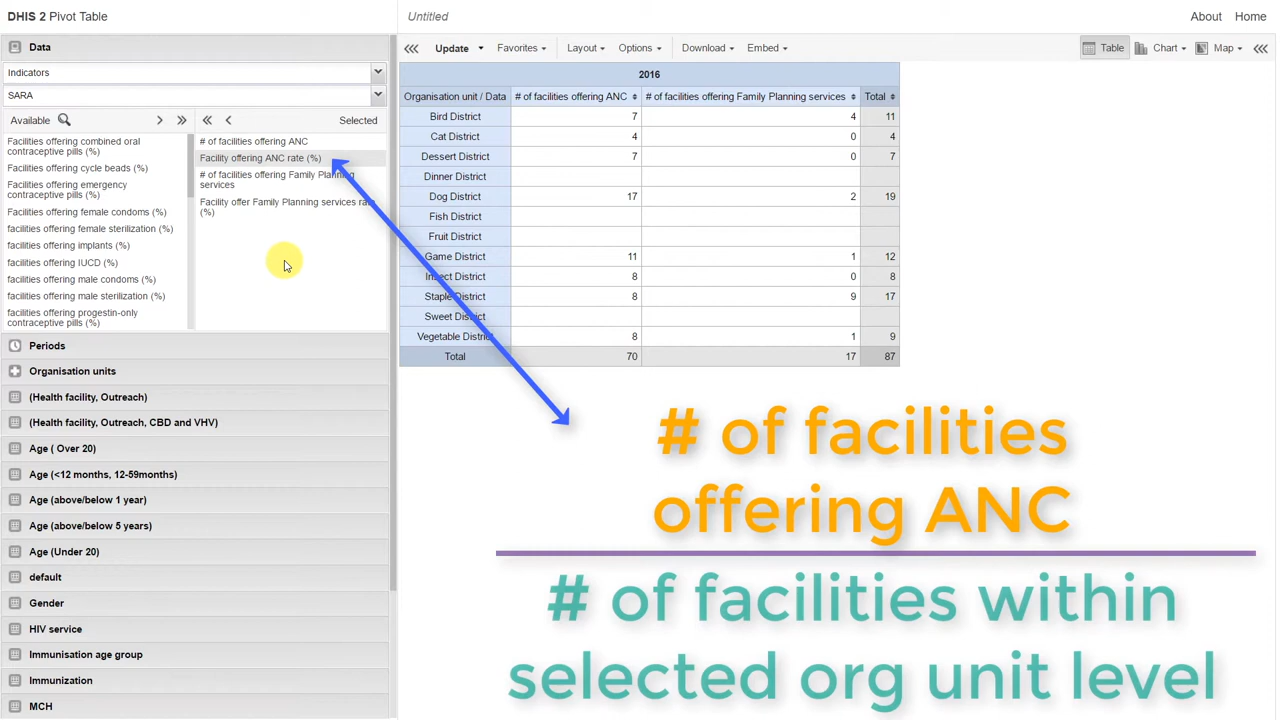 DHIS 2 Pivot Table
Untitled
About
Home
Data
Update
Favorites
Layout
Options
Download
Embed
Table
Chart
Map
Indicators
SARA
Available
Selected
Facilities offering combined oral
contraceptive pills (%)
Facilities offering cycle beads (%)
Facilities offering emergency
contraceptive pills (%)
Facilities offering female condoms (%)
facilities offering female sterilization (%)
facilities offering implants (%)
facilities offering IUCD (%)
facilities offering male condoms (%)
facilities offering male sterilization (%)
facilities offering progestin-only
contraceptive pills (%)
# of facilities offering ANC
Facility offering ANC rate (%)
# of facilities offering Family Planning
services
Facility offer Family Planning services rate
(%)
Periods
Organisation units
(Health facility, Outreach)
(Health facility, Outreach, CBD and VHV)
Age ( Over 20)
Age (<12 months, 12-59months)
Age (above/below 1 year)
Age (above/below 5 years)
Age (Under 20)
default
Gender
HIV service
Immunisation age group
Immunization
MCH
2016
Organisation unit / Data # of facilities offering ANC # of facilities offering Family Planning services Total
Bird District 7 4 11
Cat District 4 0 4
Dessert District 7 0 7
Dinner District
Dog District 17 2 19
Fish District
Fruit District
Game District 11 1 12
Insect District 8 0 8
Staple District 8 9 17
Sweet District
Vegetable District 8 1 9
Total 70 17 87
# of facilities
offering ANC
# of facilities within
selected org unit level